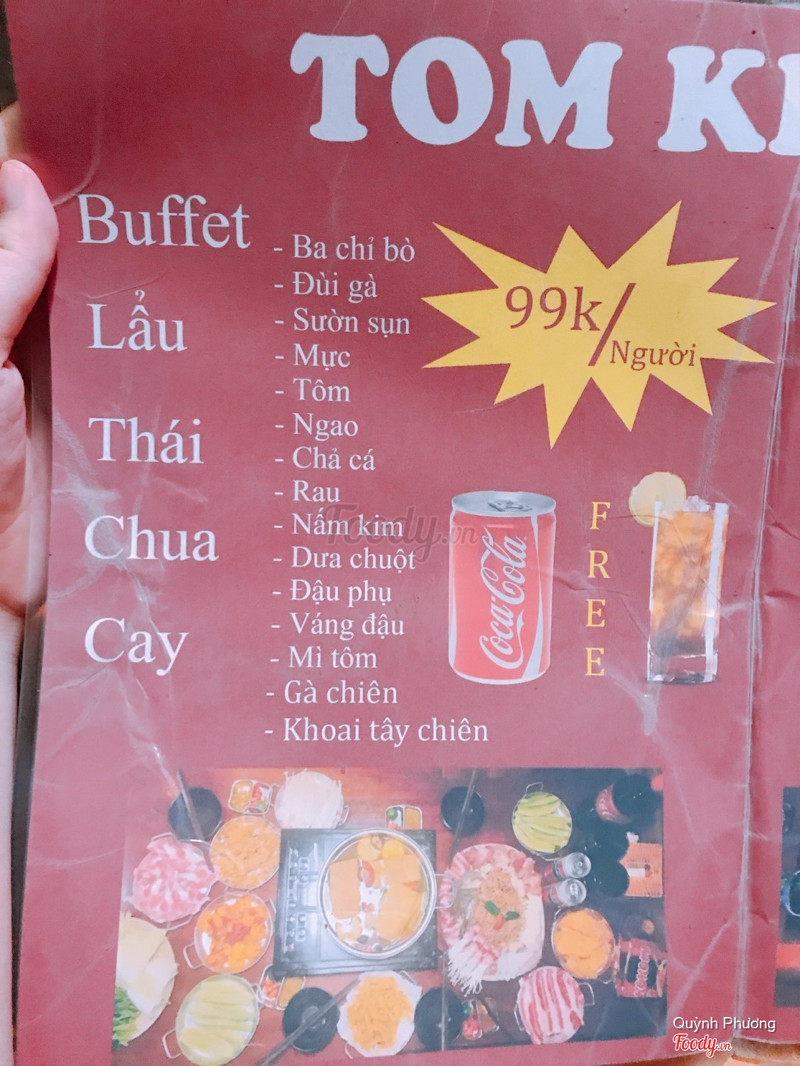 TOM K
Buffet
Lẩu
Thái
Chua
Cay
- Ba chỉ bò
- Đùi gà
- Sườn sụn
- Mực
- Tôm
- Ngao
- Chả cá
- Rau
- Nấm kim
- Dưa chuột
- Đậu phụ
- Váng đậu
- Mì tôm
- Gà chiên
- Khoai tây chiên
99k/Người
Coca-Cola
FREE
Foody.vn
Quỳnh Phương
Foody.vn